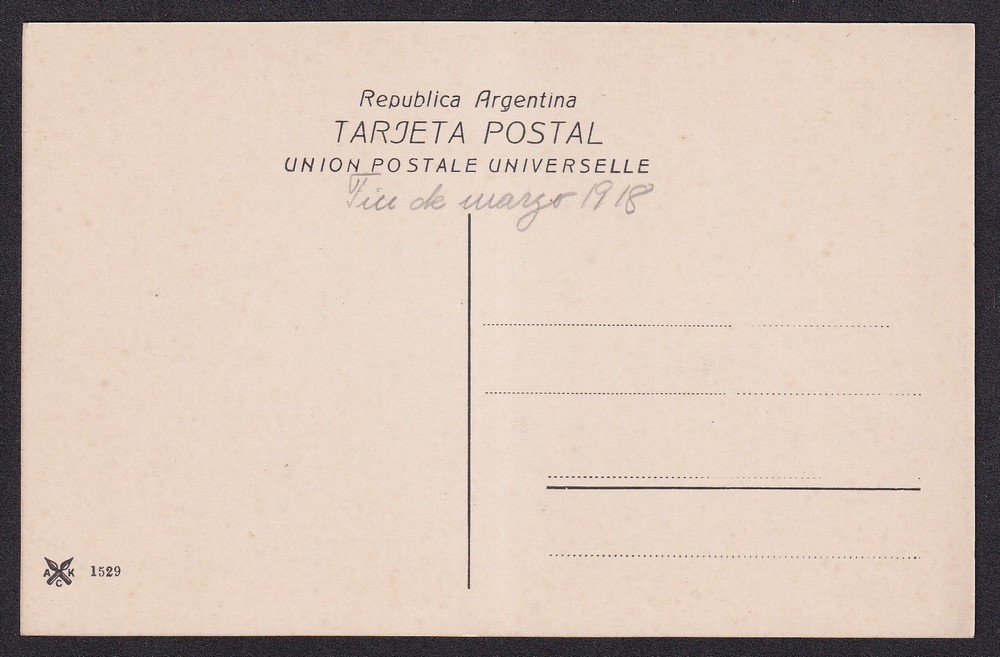 Republica Argentina
TARJETA POSTAL
UNION POSTALE UNIVERSELLE
Fin de marzo 1918
A K
C
1529